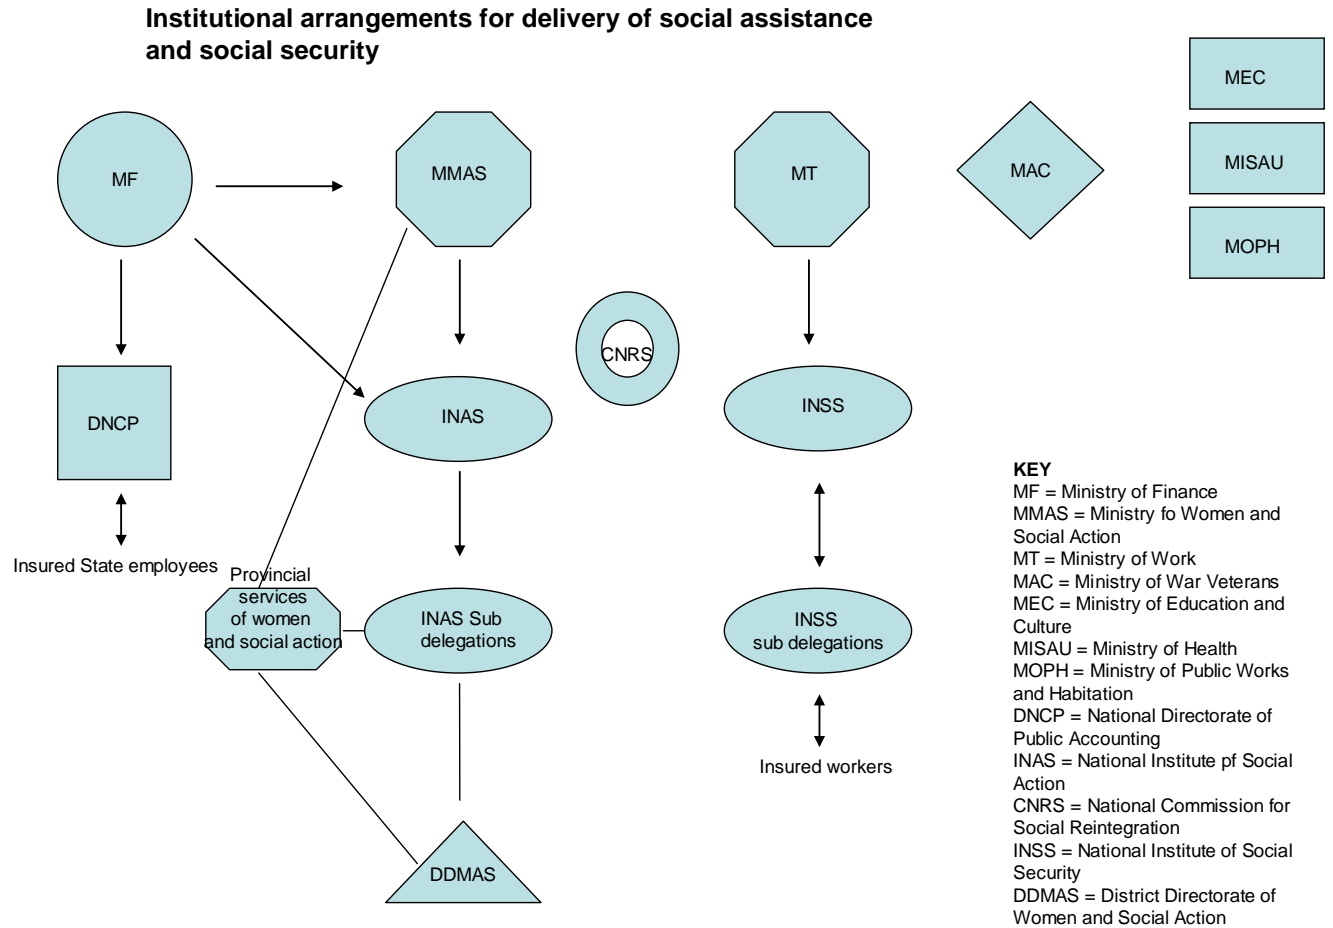 Institutional arrangements for delivery of social assistance
and social security
MF
MMAS
MT
MAC
MEC
MISAU
MOPH
CNRS
DNCP
INAS
INSS
Insured State employees
Provincial
services
of women
and social action
INAS Sub
delegations
INSS
sub delegations
Insured workers
DDMAS
KEY
MF = Ministry of Finance
MMAS = Ministry fo Women and
Social Action
MT = Ministry of Work
MAC = Ministry of War Veterans
MEC = Ministry of Education and
Culture
MISAU = Ministry of Health
MOPH = Ministry of Public Works
and Habitation
DNCP = National Directorate of
Public Accounting
INAS = National Institute pf Social
Action
CNRS = National Commission for
Social Reintegration
INSS = National Institute of Social
Security
DDMAS = District Directorate of
Women and Social Action